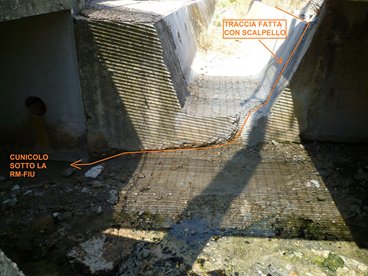 TRACCIA FATTA
CON SCALPELLO
CUNICOLO
SOTTO LA
RM-FIU